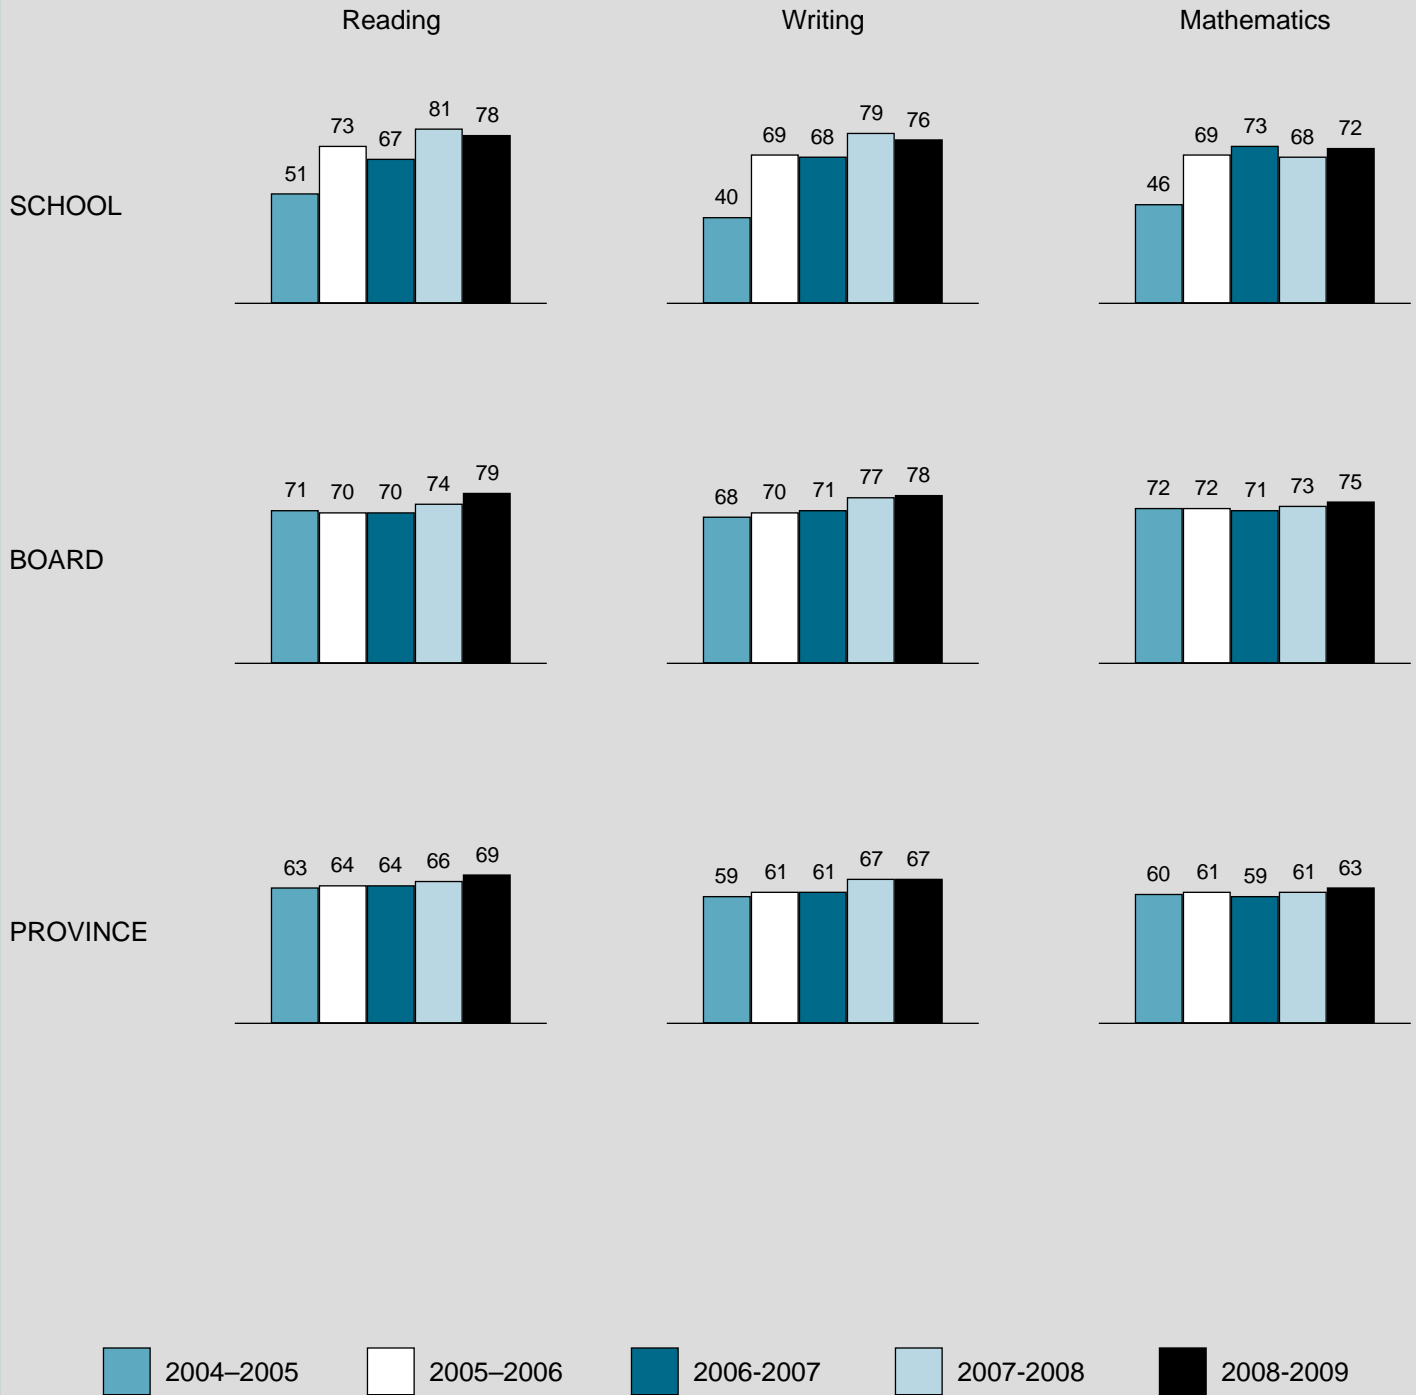 Reading Writing Mathematics
SCHOOL
51 73 67 81 78
40 69 68 79 76
46 69 73 68 72
BOARD
71 70 70 74 79
68 70 71 77 78
72 72 71 73 75
PROVINCE
63 64 64 66 69
59 61 61 67 67
60 61 59 61 63
2004–2005 2005–2006 2006-2007 2007-2008 2008-2009